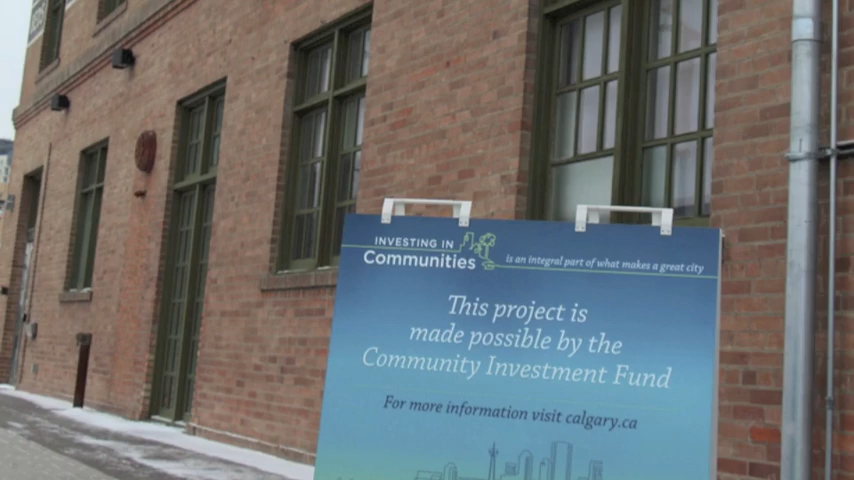 INVESTING IN
Communities
is an integral part of what makes a great city
This project is
made possible by the
Community Investment Fund
For more information visit calgary.ca